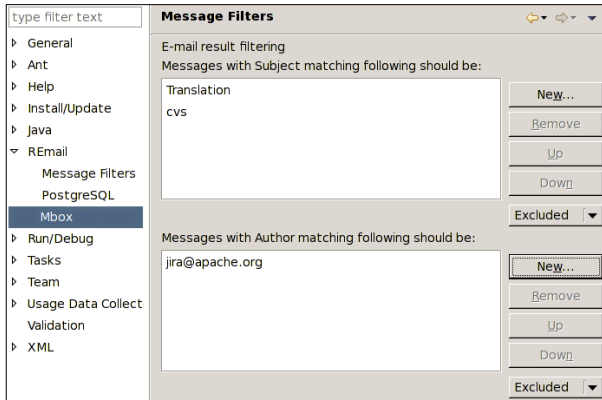 type filter text
General
Ant
Help
Install/Update
Java
REmail
Message Filters
PostgreSQL
Mbox
Run/Debug
Tasks
Team
Usage Data Collect
Validation
XML
Message Filters
E-mail result filtering
Messages with Subject matching following should be:
Translation
cvs
New...
Remove
Up
Down
Excluded
Messages with Author matching following should be:
jira@apache.org
New...
Remove
Up
Down
Excluded